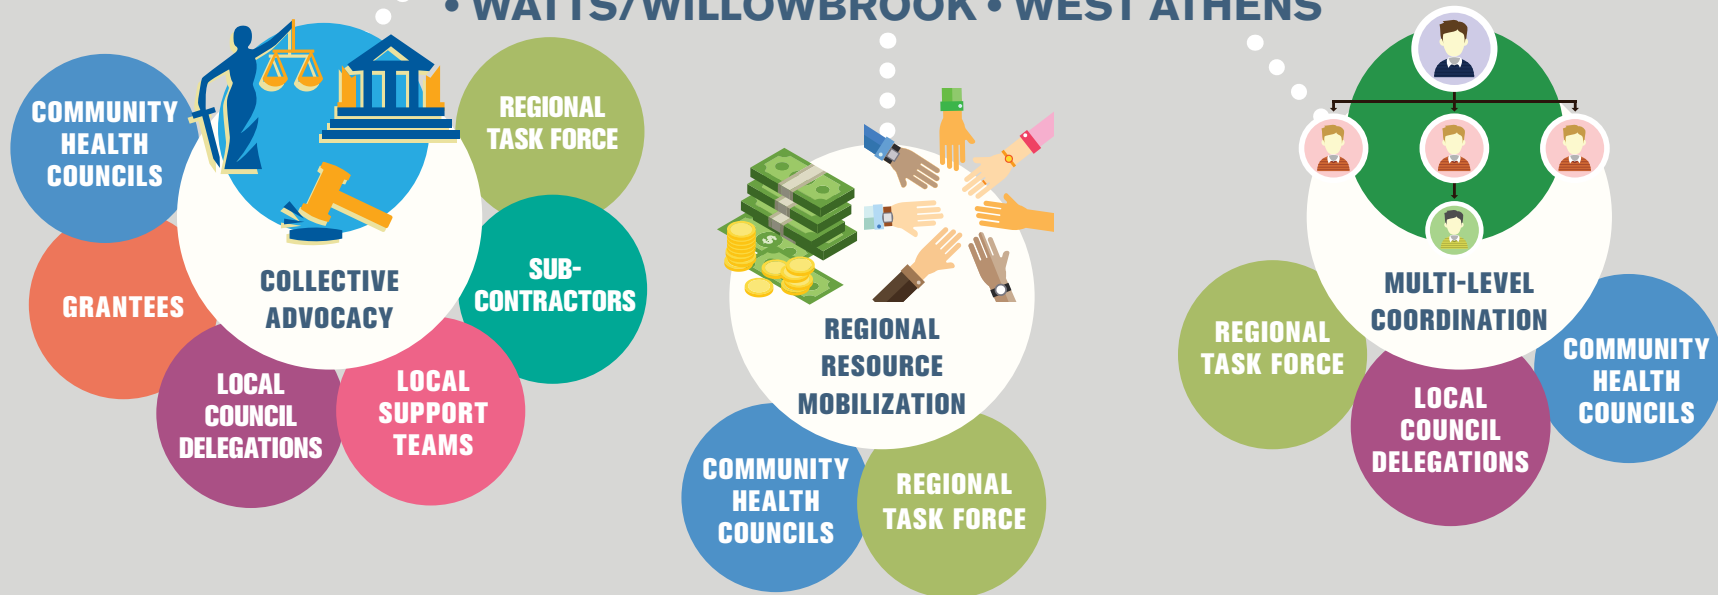 • WATTS/WILLOWBROOK • WEST ATHENS
COMMUNITY
HEALTH
COUNCILS
REGIONAL
TASK FORCE
GRANTEES
COLLECTIVE
ADVOCACY
SUB-
CONTRACTORS
LOCAL
COUNCIL
DELEGATIONS
LOCAL
SUPPORT
TEAMS
REGIONAL
RESOURCE
MOBILIZATION
COMMUNITY
HEALTH
COUNCILS
REGIONAL
TASK FORCE
MULTI-LEVEL
COORDINATION
REGIONAL
TASK FORCE
LOCAL
COUNCIL
DELEGATIONS
COMMUNITY
HEALTH
COUNCILS